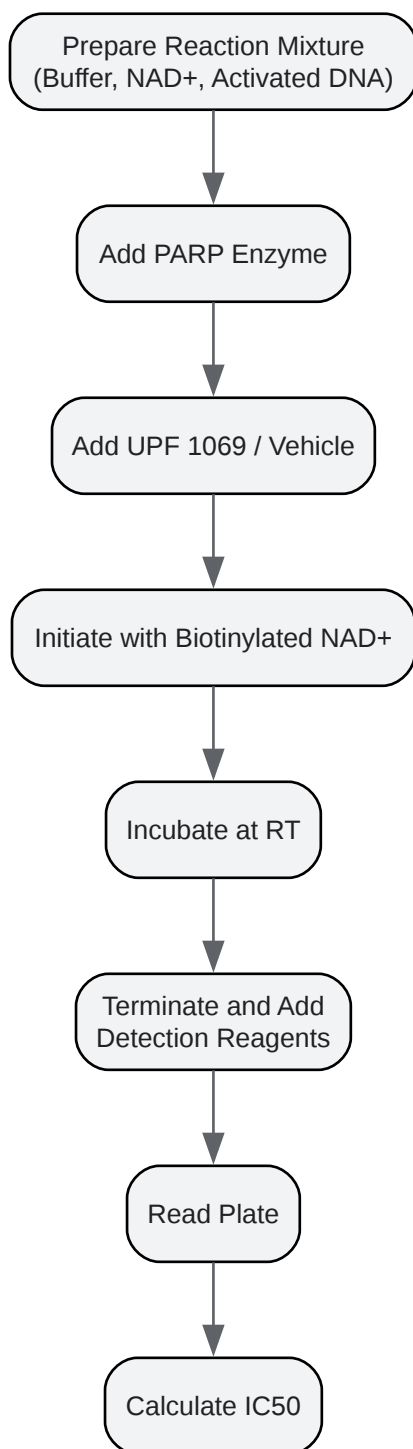 Prepare Reaction Mixture
(Buffer, NAD+, Activated DNA)
Add PARP Enzyme
Add UPF 1069 / Vehicle
Initiate with Biotinylated NAD+
Incubate at RT
Terminate and Add
Detection Reagents
Read Plate
Calculate IC50